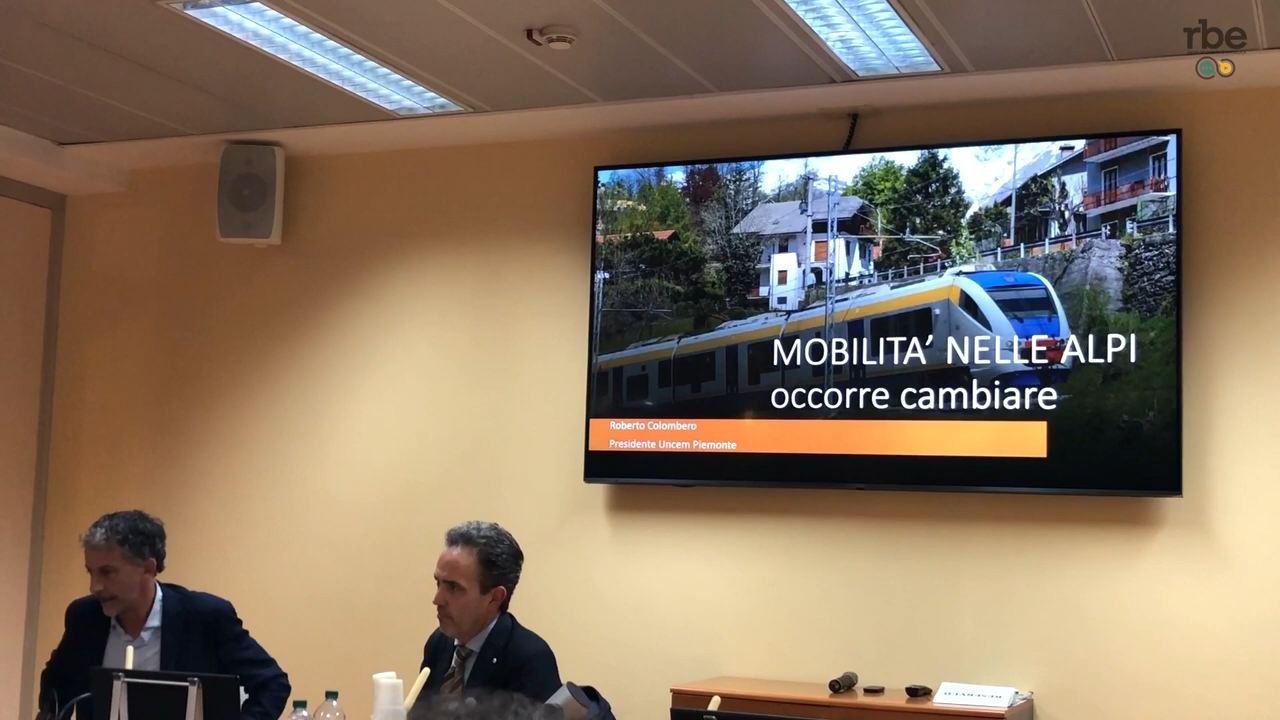 rbe
MOBILITA’ NELLE ALPI
occorre cambiare
Roberto Colombero
Presidente Uncem Piemonte